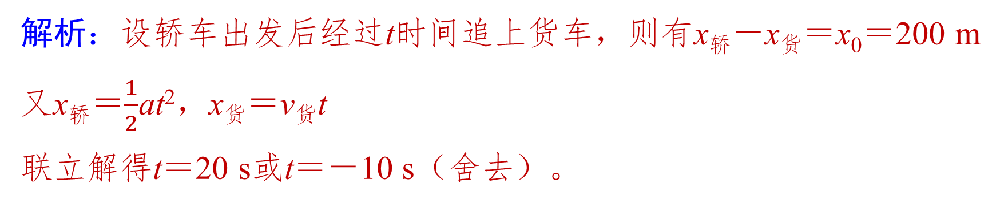 解析：设轿车出发后经过t时间追上货车，则有x轿－x货＝x0＝200 m
又x轿＝1/2at²，x货＝v货t
联立解得t＝20 s或t＝－10 s（舍去）。